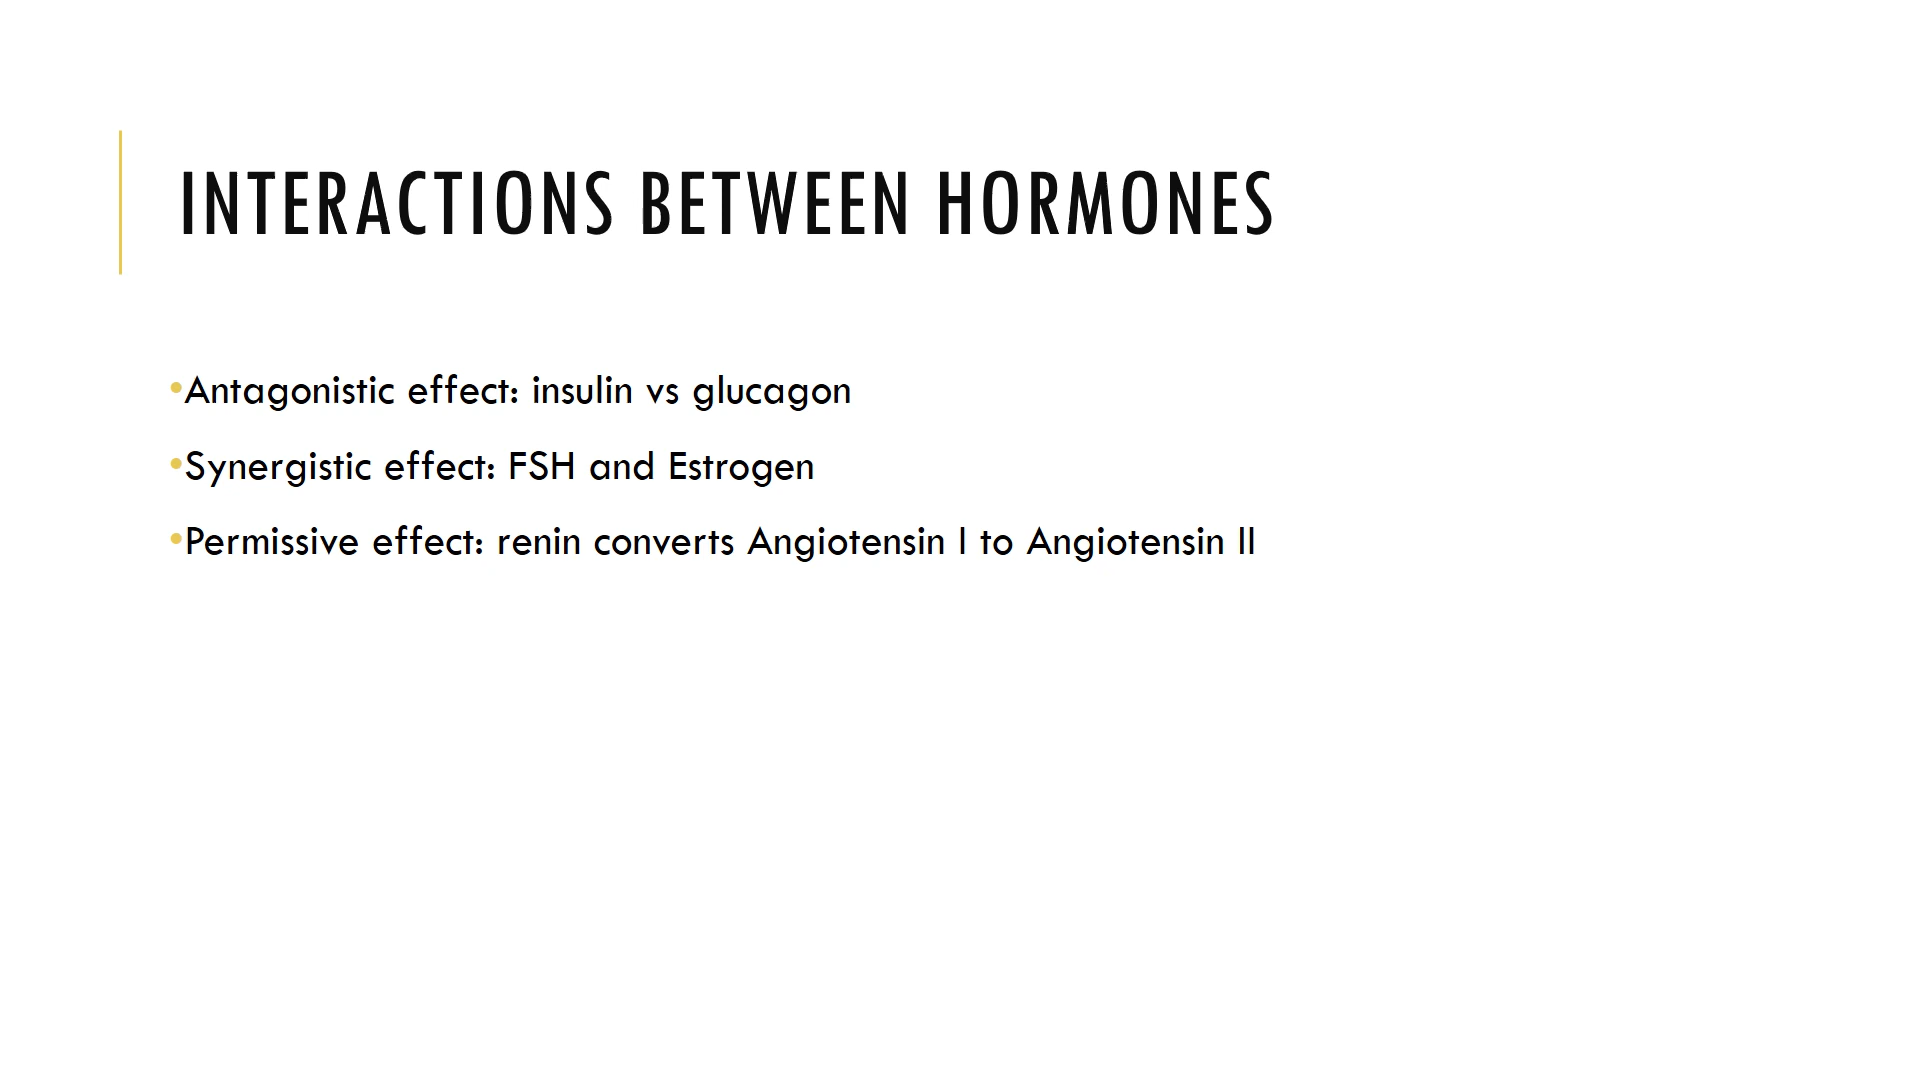 INTERACTIONS BETWEEN HORMONES
•Antagonistic effect: insulin vs glucagon
•Synergistic effect: FSH and Estrogen
•Permissive effect: renin converts Angiotensin I to Angiotensin II